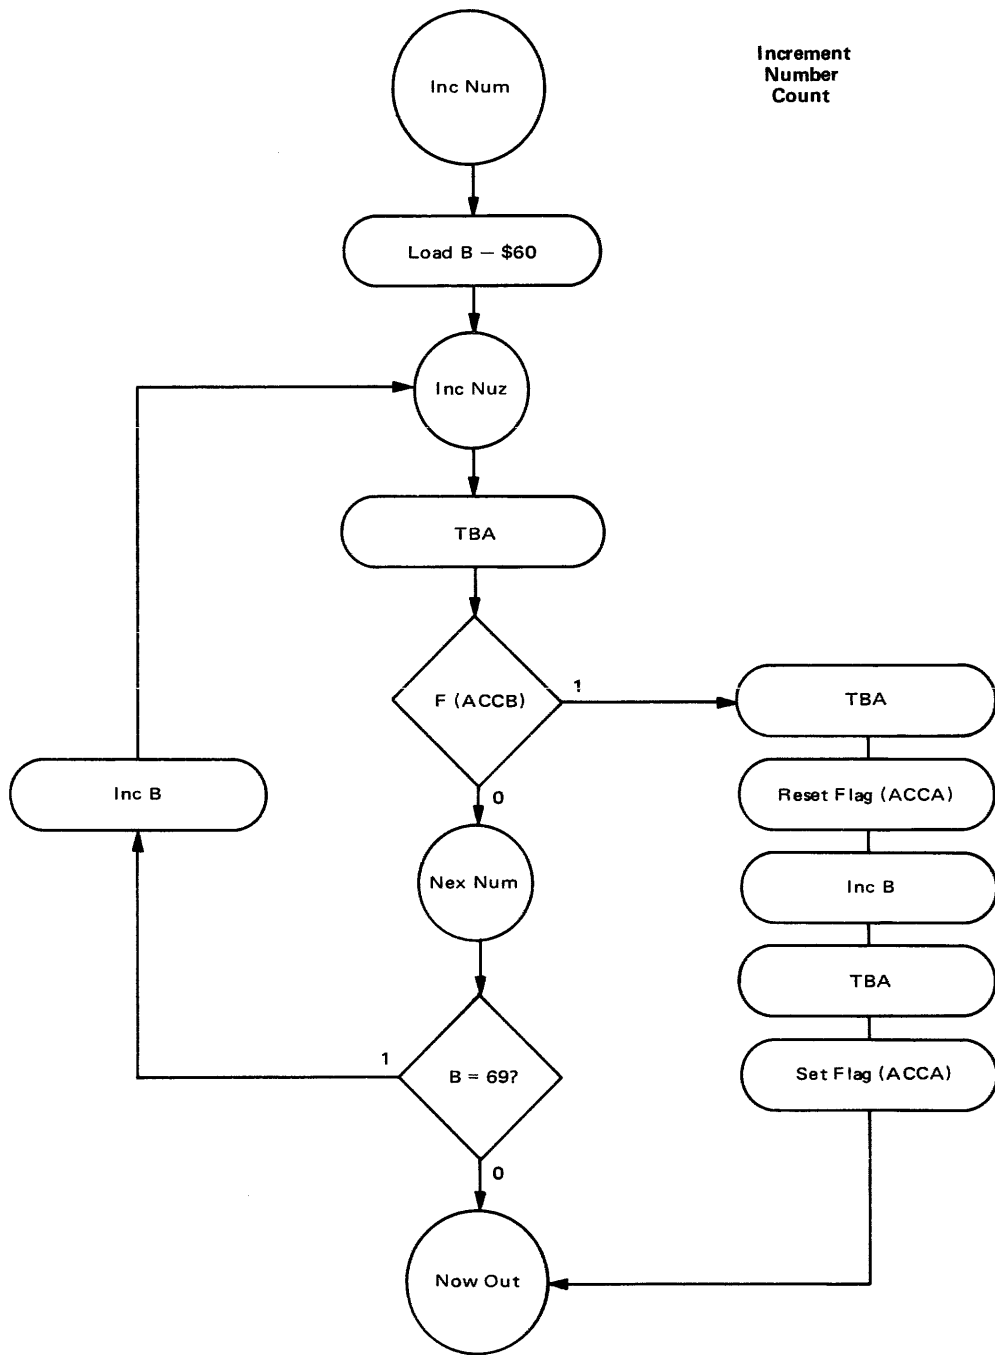 Inc Num
Increment
Number
Count
Load B – $60
Inc Nuz
TBA
F (ACCB)
1
TBA
Inc B
0
Reset Flag (ACCA)
Nex Num
Inc B
TBA
1
B = 69?
Set Flag (ACCA)
0
Now Out